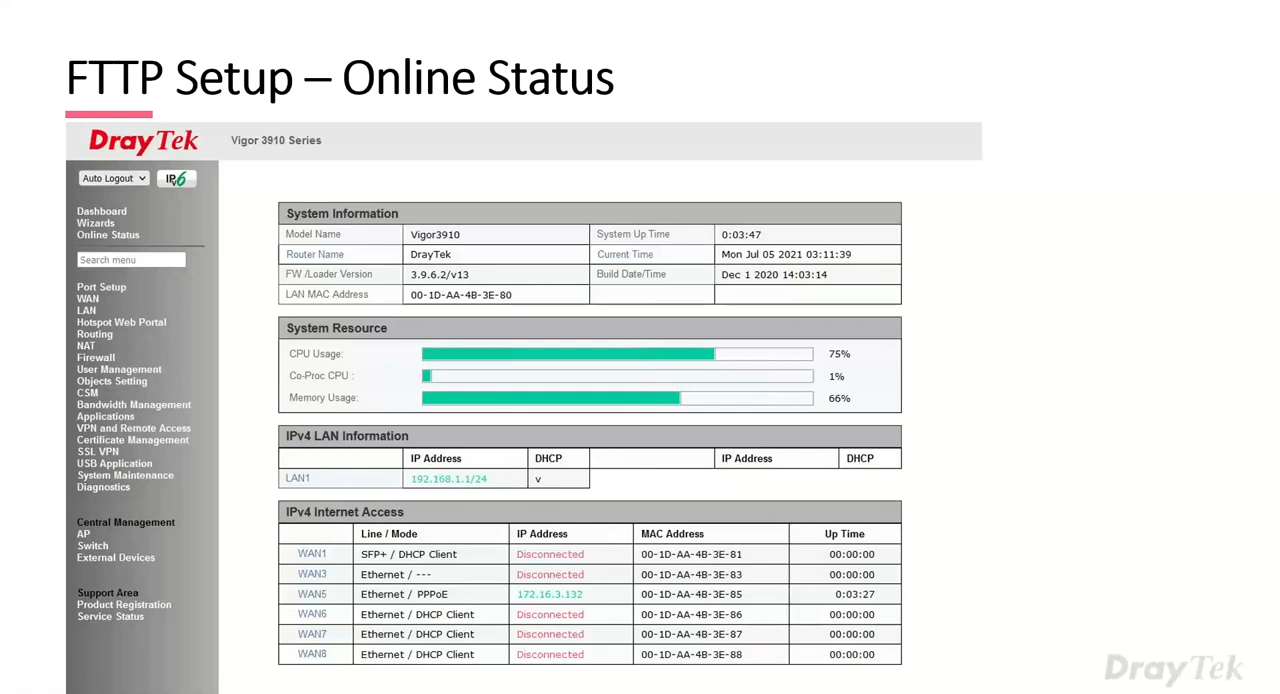 FTTP Setup – Online Status
DrayTek
Vigor 3910 Series
Auto Logout
IPv6
Dashboard
Wizards
Online Status
Search menu
Port Setup
WAN
LAN
Hotspot Web Portal
Routing
NAT
Firewall
User Management
Objects Setting
CSM
Bandwidth Management
Applications
VPN and Remote Access
Certificate Management
SSL VPN
USB Application
System Maintenance
Diagnostics
Central Management
AP
Switch
External Devices
Support Area
Product Registration
Service Status
System Information
Model Name Vigor3910 System Up Time 0:03:47
Router Name DrayTek Current Time Mon Jul 05 2021 03:11:39
FW /Loader Version 3.9.6.2/v13 Build Date/Time Dec 1 2020 14:03:14
LAN MAC Address 00-1D-AA-4B-3E-80
System Resource
CPU Usage: 75%
Co-Proc CPU : 1%
Memory Usage: 66%
IPv4 LAN Information
IP Address DHCP IP Address DHCP
LAN1 192.168.1.1/24 v
IPv4 Internet Access
Line / Mode IP Address MAC Address Up Time
WAN1 SFP+ / DHCP Client Disconnected 00-1D-AA-4B-3E-81 00:00:00
WAN3 Ethernet / --- Disconnected 00-1D-AA-4B-3E-83 00:00:00
WAN5 Ethernet / PPPoE 172.16.3.132 00-1D-AA-4B-3E-85 0:03:27
WAN6 Ethernet / DHCP Client Disconnected 00-1D-AA-4B-3E-86 00:00:00
WAN7 Ethernet / DHCP Client Disconnected 00-1D-AA-4B-3E-87 00:00:00
WAN8 Ethernet / DHCP Client Disconnected 00-1D-AA-4B-3E-88 00:00:00
DrayTek